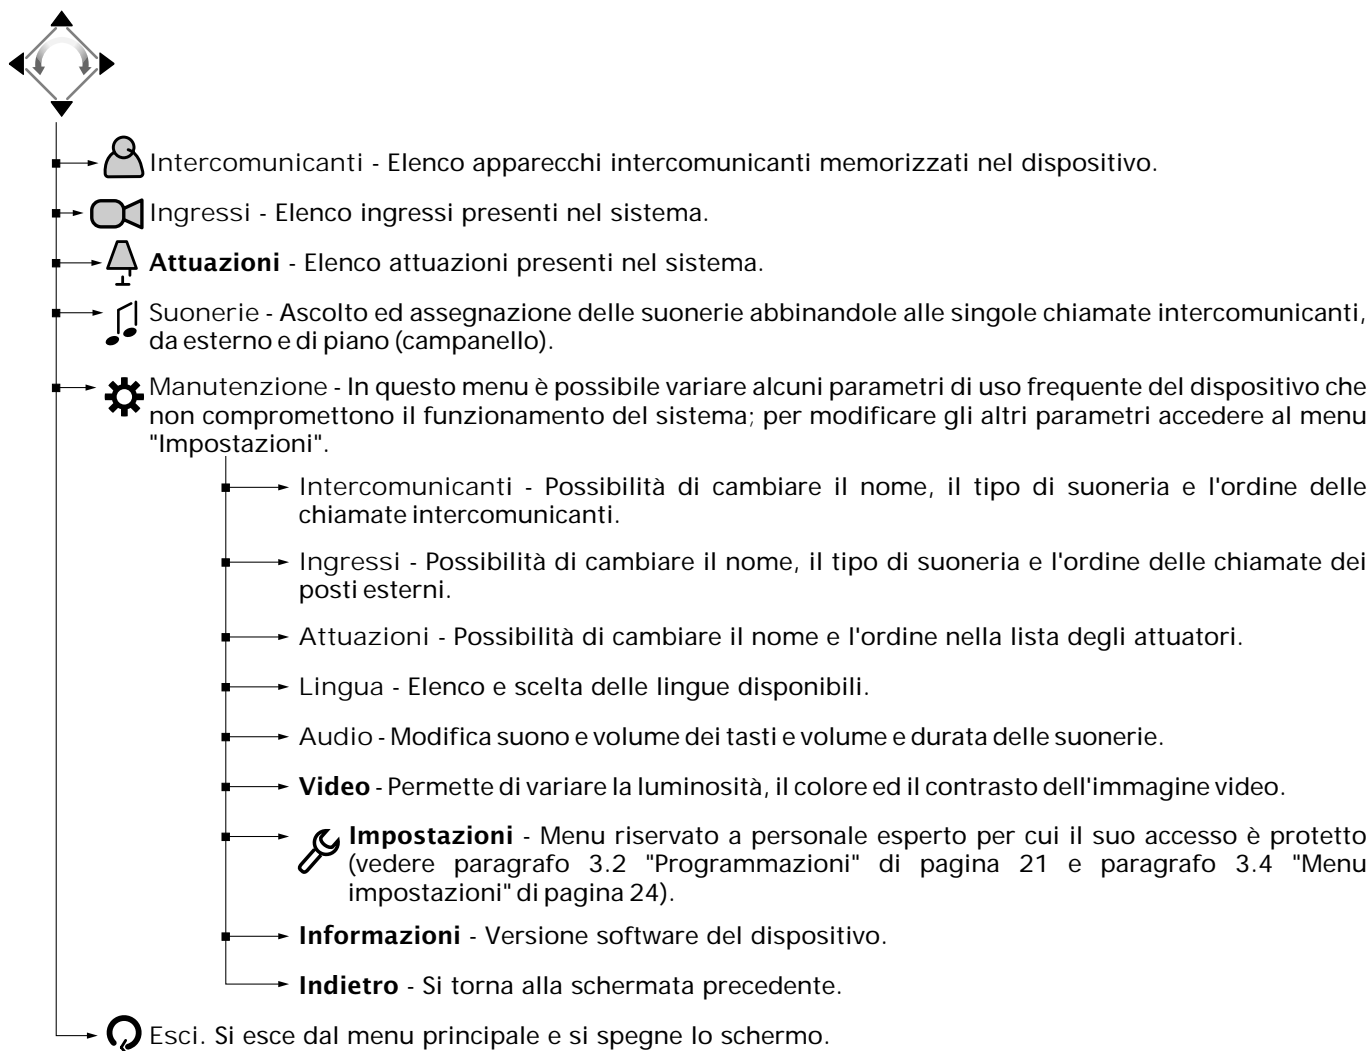 Intercomunicanti - Elenco apparecchi intercomunicanti memorizzati nel dispositivo.
Ingressi - Elenco ingressi presenti nel sistema.
Attuazioni - Elenco attuazioni presenti nel sistema.
Suonerie - Ascolto ed assegnazione delle suonerie abbinandole alle singole chiamate intercomunicanti,
da esterno e di piano (campanello).
Manutenzione - In questo menu è possibile variare alcuni parametri di uso frequente del dispositivo che
non compromettono il funzionamento del sistema; per modificare gli altri parametri accedere al menu
"Impostazioni".
Intercomunicanti - Possibilità di cambiare il nome, il tipo di suoneria e l'ordine delle
chiamate intercomunicanti.
Ingressi - Possibilità di cambiare il nome, il tipo di suoneria e l'ordine delle chiamate dei
posti esterni.
Attuazioni - Possibilità di cambiare il nome e l'ordine nella lista degli attuatori.
Lingua - Elenco e scelta delle lingue disponibili.
Audio - Modifica suono e volume dei tasti e volume e durata delle suonerie.
Video - Permette di variare la luminosità, il colore ed il contrasto dell'immagine video.
Impostazioni - Menu riservato a personale esperto per cui il suo accesso è protetto
(vedere paragrafo 3.2 "Programmazioni" di pagina 21 e paragrafo 3.4 "Menu
impostazioni" di pagina 24).
Informazioni - Versione software del dispositivo.
Indietro - Si torna alla schermata precedente.
Esci. Si esce dal menu principale e si spegne lo schermo.